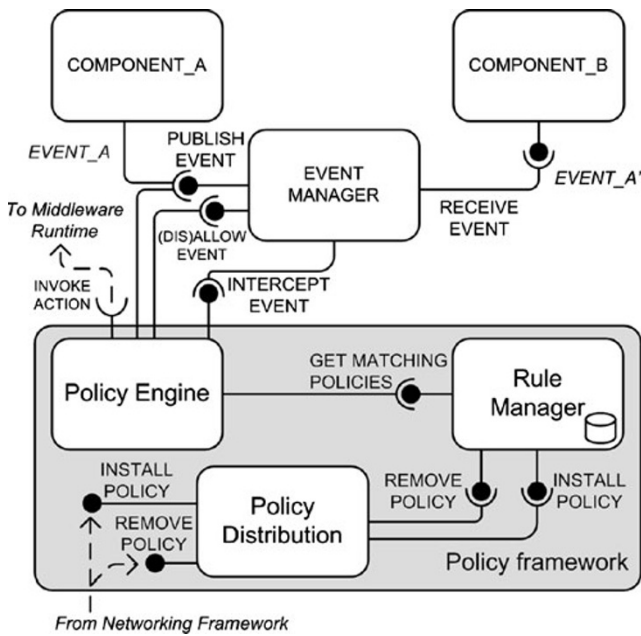 COMPONENT_A
COMPONENT_B
EVENT_A
PUBLISH
EVENT
EVENT
MANAGER
EVENT_A'
RECEIVE
EVENT
To Middleware
Runtime
(DIS)ALLOW
EVENT
INVOKE
ACTION
INTERCEPT
EVENT
Policy Engine
GET MATCHING
POLICIES
Rule
Manager
INSTALL
POLICY
REMOVE
POLICY
Policy
Distribution
REMOVE
POLICY
INSTALL
POLICY
Policy framework
From Networking Framework